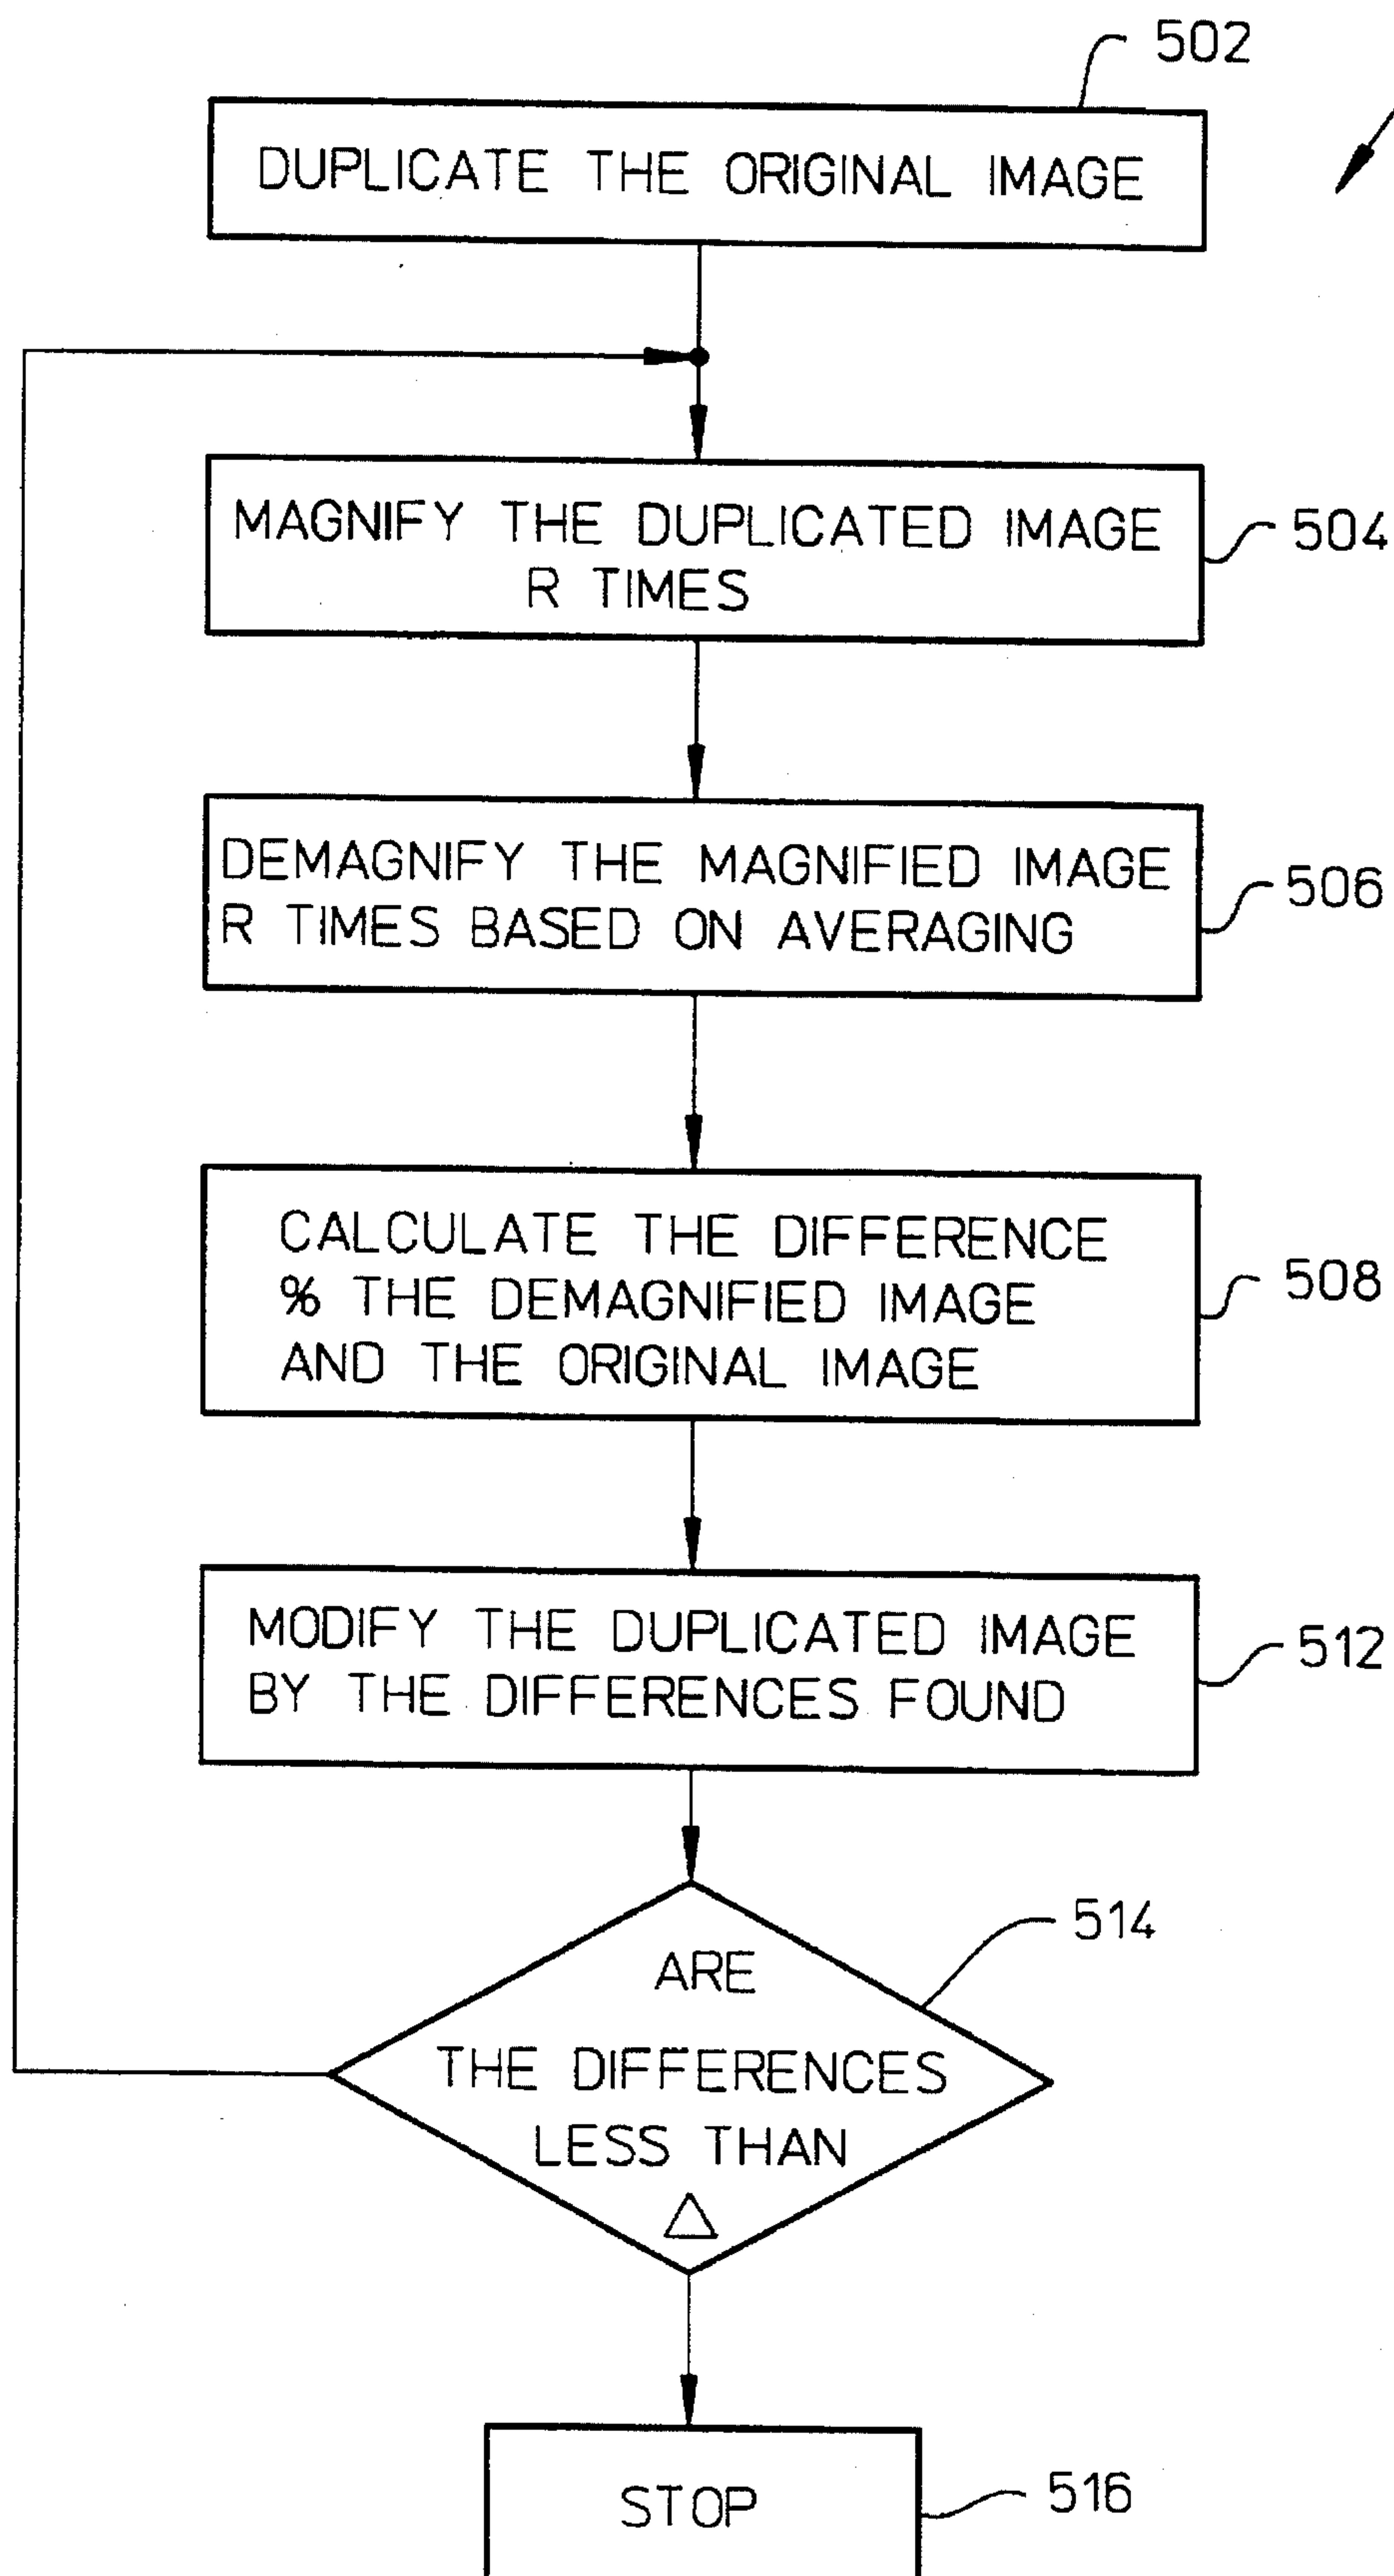 502
DUPLICATE THE ORIGINAL IMAGE
MAGNIFY THE DUPLICATED IMAGE
R TIMES
504
DEMAGNIFY THE MAGNIFIED IMAGE
R TIMES BASED ON AVERAGING
506
CALCULATE THE DIFFERENCE
% THE DEMAGNIFIED IMAGE
AND THE ORIGINAL IMAGE
508
MODIFY THE DUPLICATED IMAGE
BY THE DIFFERENCES FOUND
512
514
ARE
THE DIFFERENCES
LESS THAN
△
STOP
516